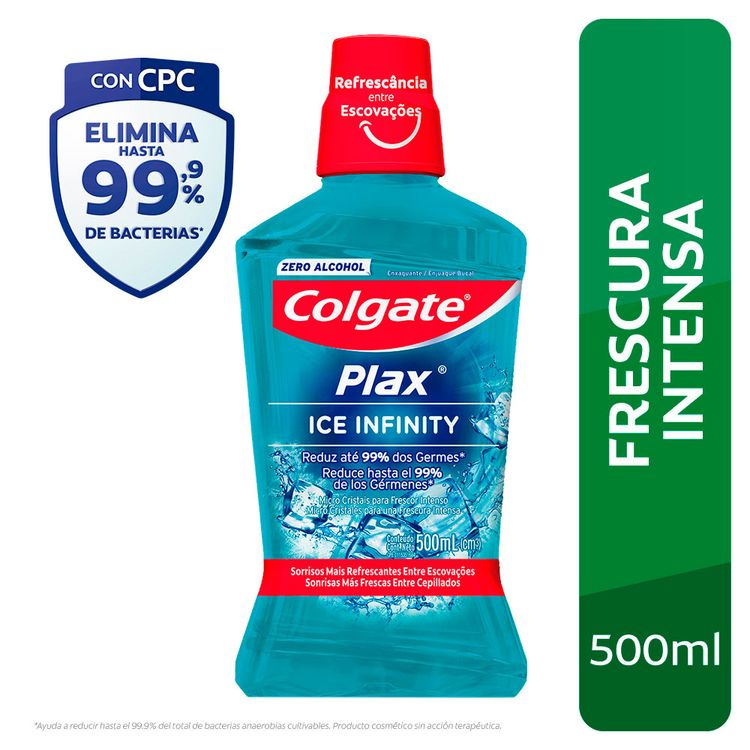 CON CPC
ELIMINA
HASTA
99,9%
DE BACTERIAS*
Refrescância
entre
Escovações
ZERO ALCOHOL
Enxaguante / Enjuague Bucal
Colgate®
Plax®
ICE INFINITY
Reduz até 99% dos Germes*
Reduce hasta el 99%
de los Gérmenes*
Micro Cristais para Frescor Intenso
Micro Cristales para una Frescura Intensa
Conteúdo
Cont. Neto 500mL (cm³)
Sorrisos Mais Refrescantes Entre Escovações
Sonrisas Más Frescas Entre Cepillados
FRESCURA
INTENSA
500ml
*Ayuda a reducir hasta el 99.9% del total de bacterias anaerobias cultivables. Producto cosmético sin acción terapéutica.